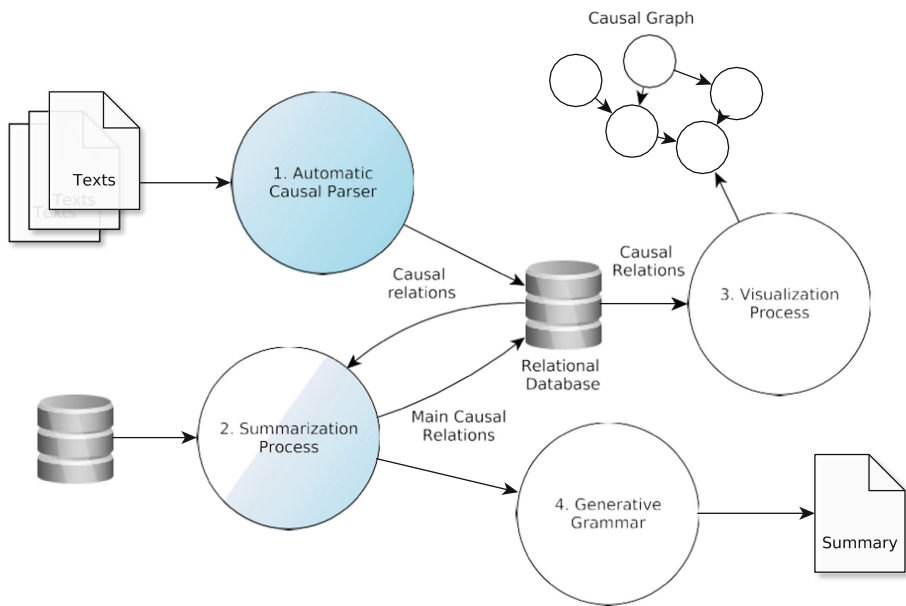 Causal Graph
Texts
Texts
Texts
1. Automatic
Causal Parser
Causal
relations
Causal
Relations
3. Visualization
Process
Relational
Database
2. Summarization
Process
Main Causal
Relations
4. Generative
Grammar
Summary